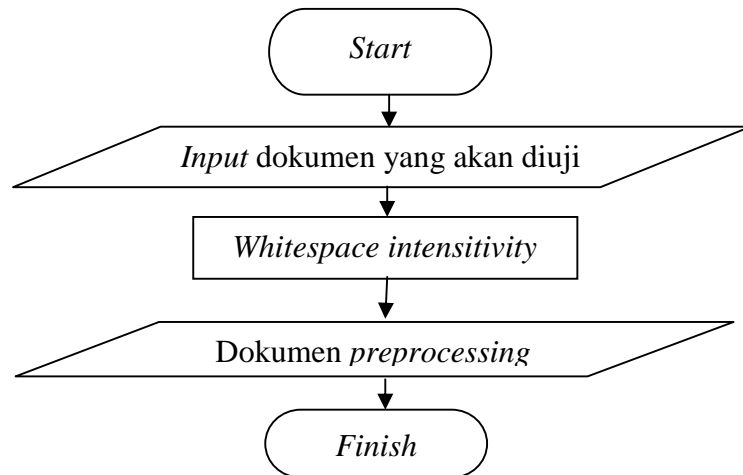 Start
Input dokumen yang akan diuji
Whitespace intensitivity
Dokumen preprocessing
Finish